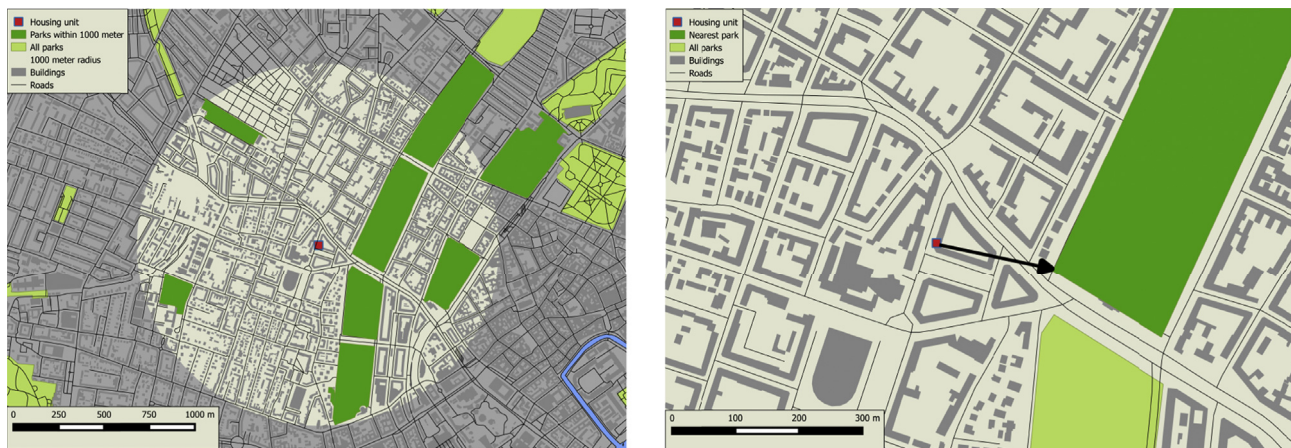 Housing unit
Parks within 1000 meter
All parks
1000 meter radius
Buildings
Roads
0 250 500 750 1000 m
Housing unit
Nearest park
All parks
Buildings
Roads
0 100 200 300 m